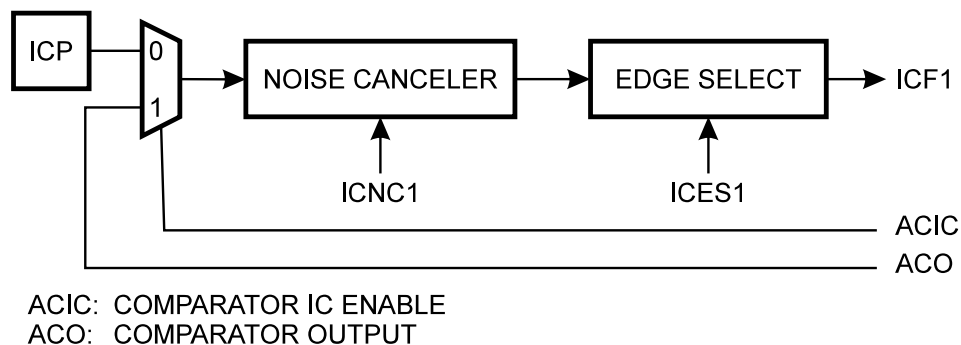 ICP
0
1
NOISE CANCELER
EDGE SELECT
ICF1
ICNC1
ICES1
ACIC
ACO
ACIC: COMPARATOR IC ENABLE
ACO: COMPARATOR OUTPUT